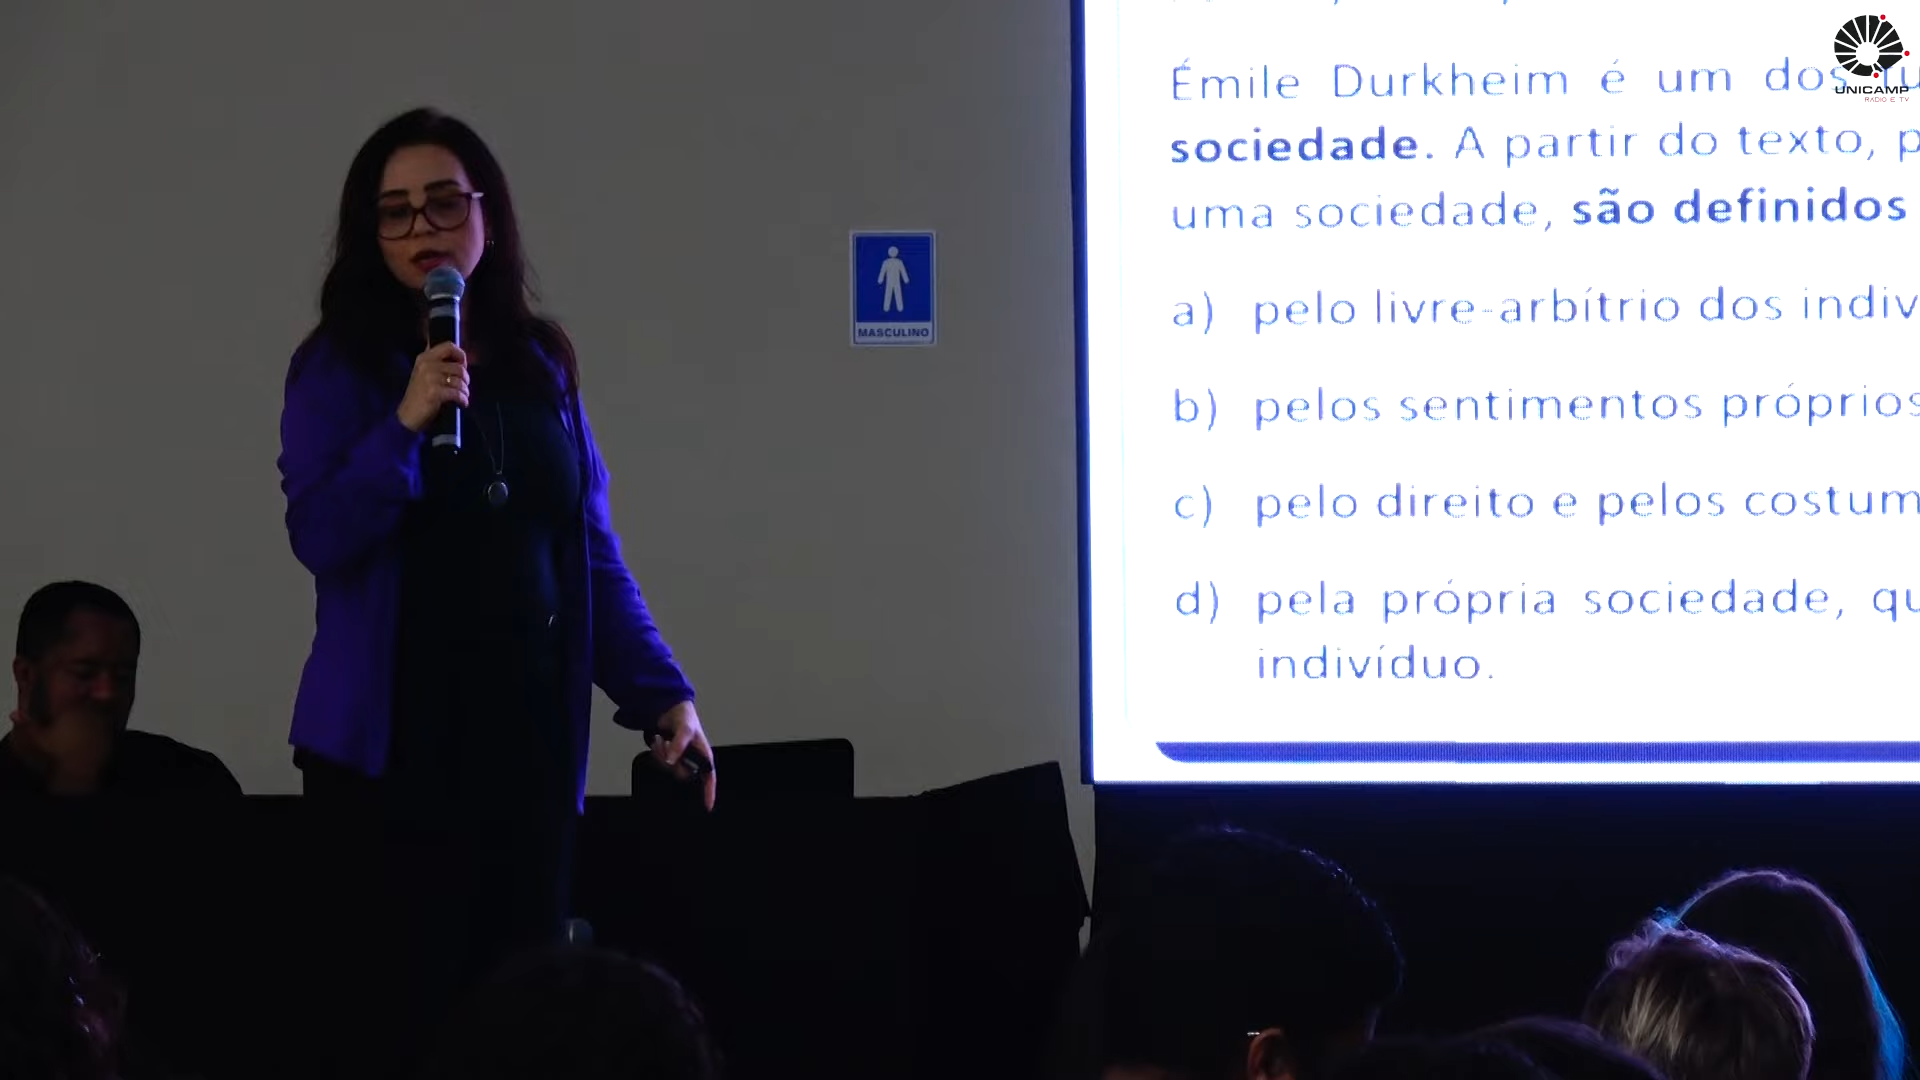 Émile Durkheim é um dos
sociedade. A partir do texto,
uma sociedade, são definidos
a) pelo livre-arbítrio dos indiv
b) pelos sentimentos próprios
c) pelo direito e pelos costum
d) pela própria sociedade, qu
indivíduo.
MASCULINO
UNICAMP
RÁDIO E TV